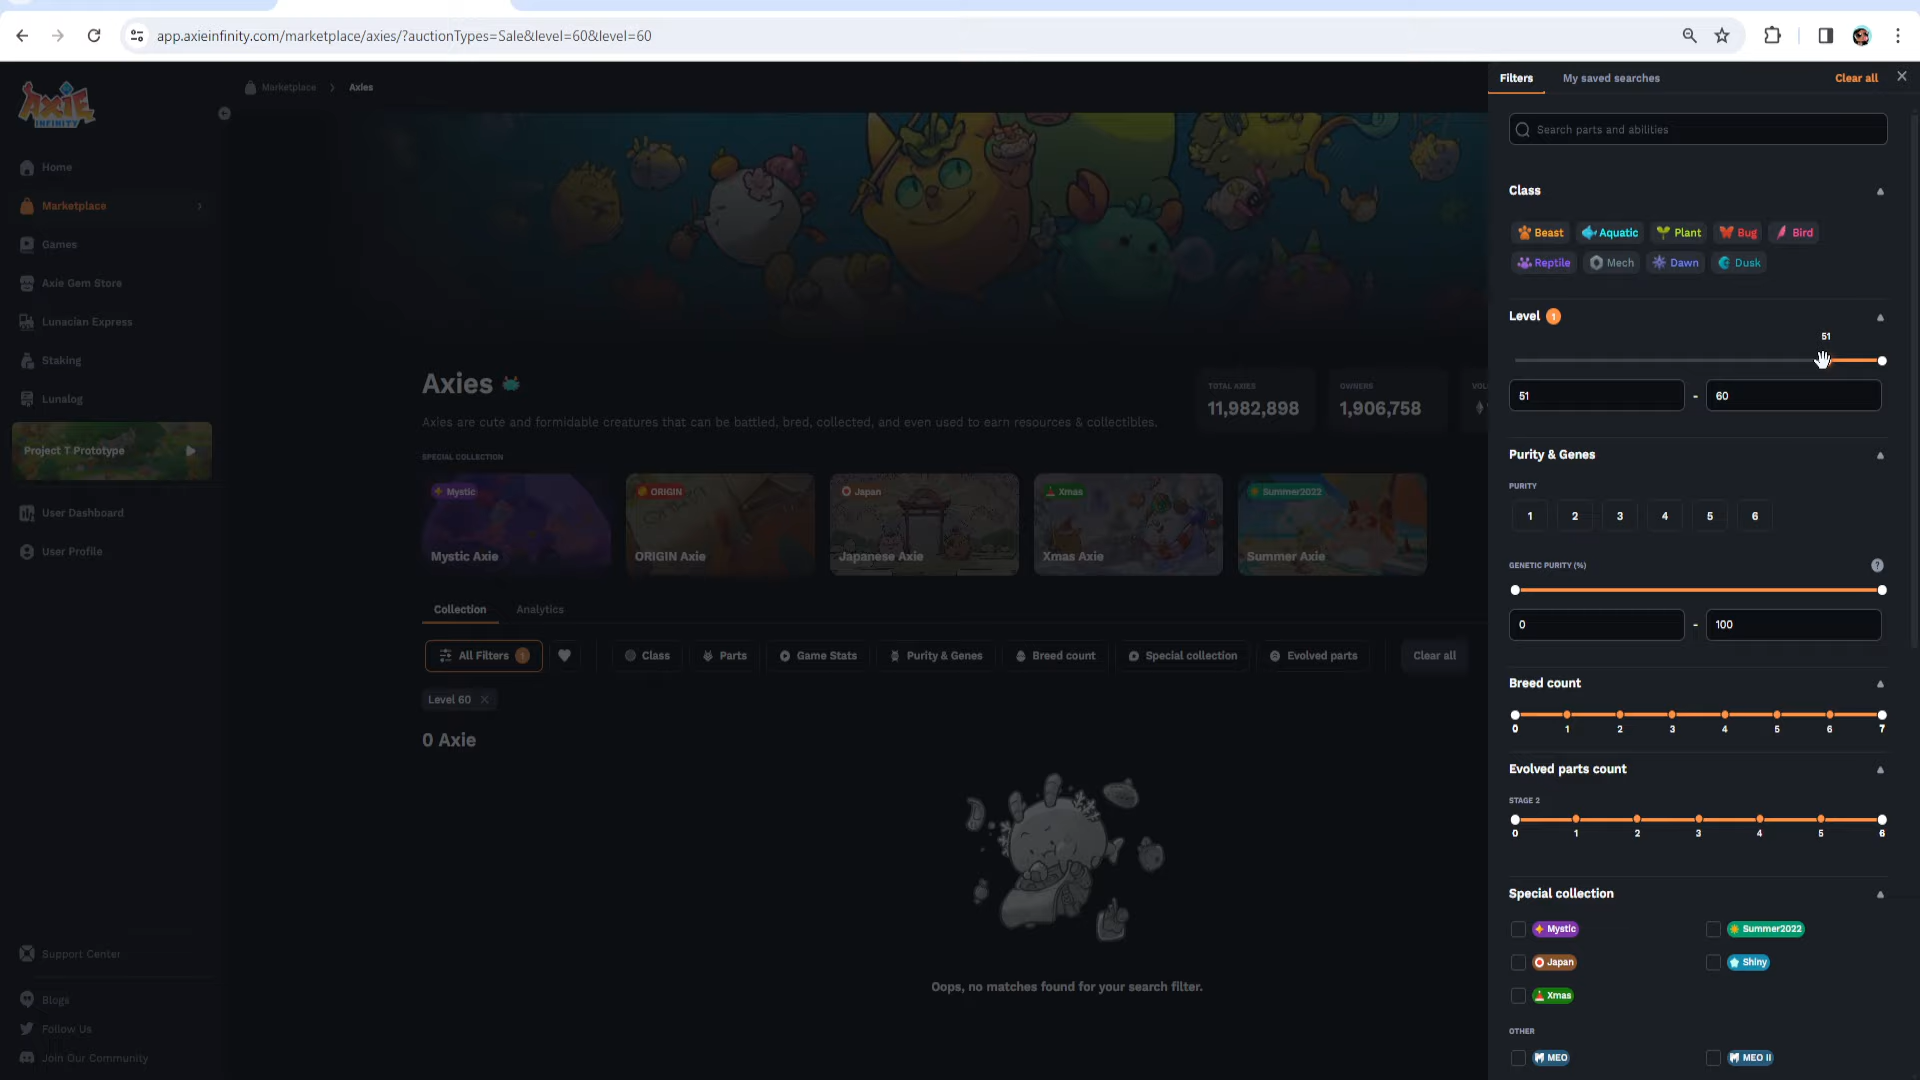 app.axieinfinity.com/marketplace/axies/?auctionTypes=Sale&level=60&level=60
AXIE
INFINITY
Home
Marketplace
Games
Axie Gem Store
Lunacian Express
Staking
Lunalog
Project T Prototype
User Dashboard
User Profile
Support Center
Blogs
Follow Us
Join Our Community
Marketplace > Axies
Axies
Axies are cute and formidable creatures that can be battled, bred, collected, and even used to earn resources & collectibles.
TOTAL AXIES
11,982,898
OWNERS
1,906,758
VOL
SPECIAL COLLECTION
Mystic
Mystic Axie
ORIGIN
ORIGIN Axie
Japan
Japanese Axie
Xmas
Xmas Axie
Summer2022
Summer Axie
Collection Analytics
All Filters 1 Class Parts Game Stats Purity & Genes Breed count Special collection Evolved parts Clear all
Level 60
0 Axie
Oops, no matches found for your search filter.
Filters My saved searches Clear all
Search parts and abilities
Class
Beast Aquatic Plant Bug Bird
Reptile Mech Dawn Dusk
Level 1
51
51 - 60
Purity & Genes
PURITY
1 2 3 4 5 6
GENETIC PURITY (%) ?
0 - 100
Breed count
0 1 2 3 4 5 6 7
Evolved parts count
STAGE 2
0 1 2 3 4 5 6
Special collection
Mystic Summer2022
Japan Shiny
Xmas
OTHER
MEO MEO II